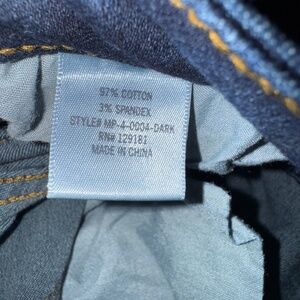 97% COTTON
3% SPANDEX
STYLE# MP-4-0004-DARK
RN# 129181
MADE IN CHINA